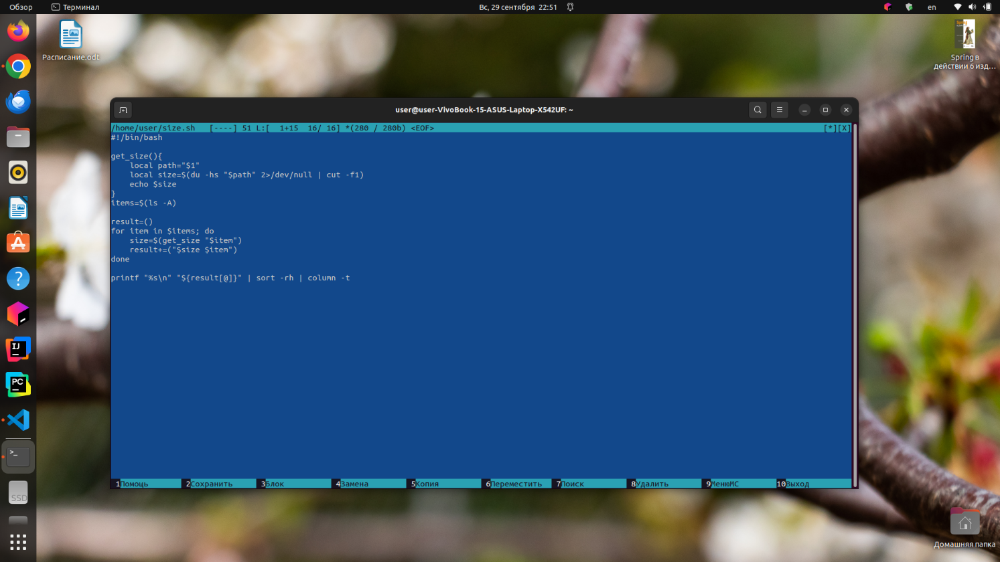 Обзор
Терминал
Вс, 29 сентября 22:51
en
Расписание.odt
Spring в
действии 6 изд...
user@user-VivoBook-15-ASUS-Laptop-X542UF: ~
/home/user/size.sh   [----] 51 L:[  1+15  16/ 16] *(280 / 280b) <EOF>   [*][X]
#!/bin/bash

get_size(){
    local path="$1"
    local size=$(du -hs "$path" 2>/dev/null | cut -f1)
    echo $size
}
items=$(ls -A)

result=()
for item in $items; do
    size=$(get_size "$item")
    result+=("$size $item")
done

printf "%s\n" "${result[@]}" | sort -rh | column -t
1Помощь 2Сохранить 3Блок 4Замена 5Копия 6Переместить 7Поиск 8Удалить 9МенюMC 10Выход
IJ
PC
>_
SSD
Домашняя папка